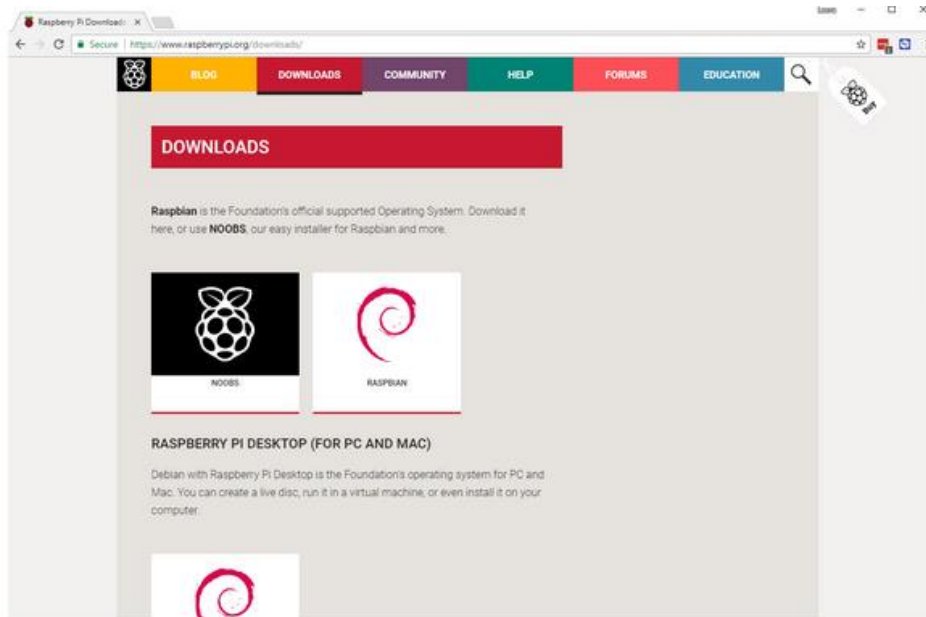 Raspberry Pi Download
Secure | https://www.raspberrypi.org/downloads/
BLOG DOWNLOADS COMMUNITY HELP FORUMS EDUCATION
BUY
DOWNLOADS
Raspbian is the Foundation's official supported Operating System. Download it
here, or use NOOBS, our easy installer for Raspbian and more.
NOOBS RASPBIAN
RASPBERRY PI DESKTOP (FOR PC AND MAC)
Debian with Raspberry Pi Desktop is the Foundation's operating system for PC and
Mac. You can create a live disc, run it in a virtual machine, or even install it on your
computer.